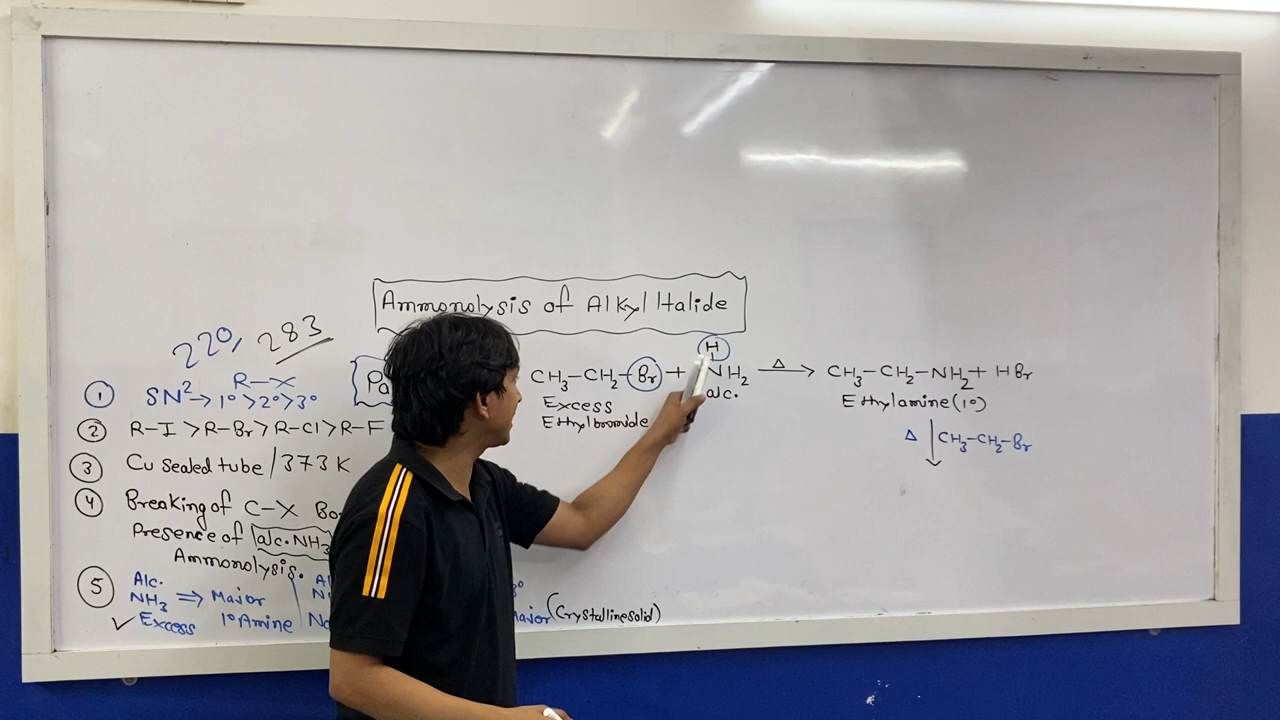 Ammonolysis of Alkyl Halide
220, 283
① SN² → 1° > 2° > 3°
R-X
② R-I > R-Br > R-Cl > R-F
③ Cu Sealed tube / 373 K
④ Breaking of C-X
Presence of alc. NH₃
Ammonolysis.
⑤ Alc.
NH₃ ⇒ Major
✓ Excess 1° Amine
(Crystalline solid)
CH₃-CH₂-Br + H-NH₂ —Δ→ CH₃-CH₂-NH₂ + HBr
Excess alc. Ethylamine (1°)
Ethylbromide
Δ ↓ CH₃-CH₂-Br